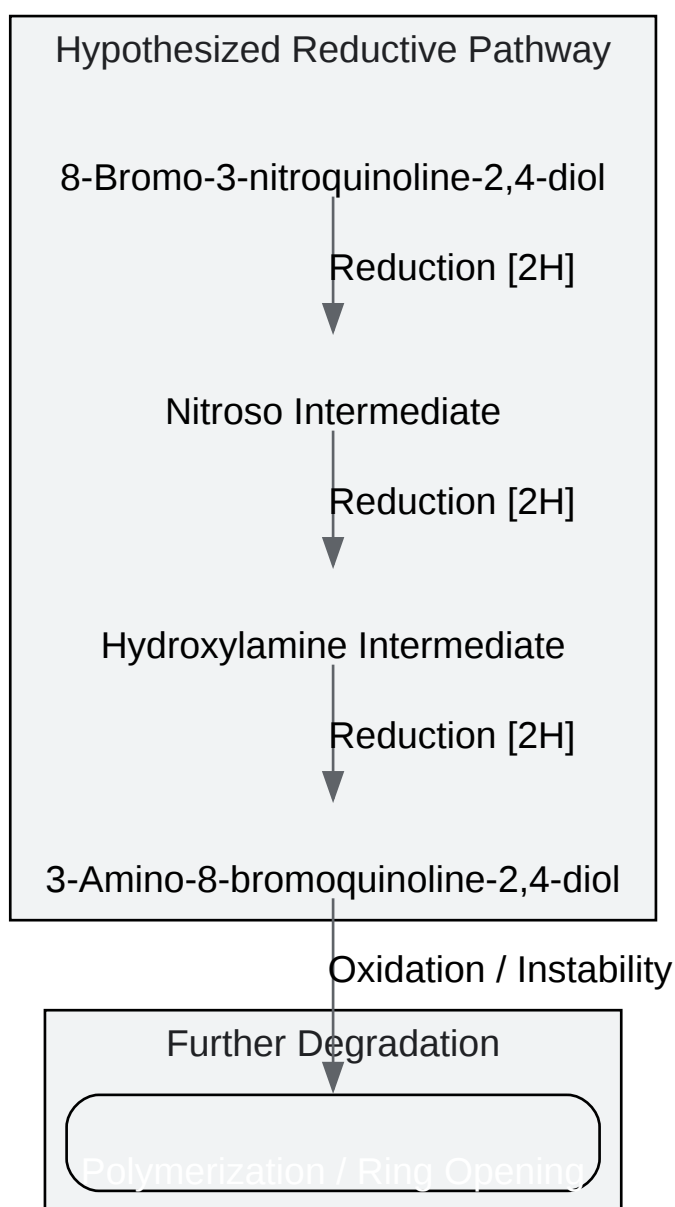 Hypothesized Reductive Pathway
8-Bromo-3-nitroquinoline-2,4-diol
Reduction [2H]
Nitroso Intermediate
Reduction [2H]
Hydroxylamine Intermediate
Reduction [2H]
3-Amino-8-bromoquinoline-2,4-diol
Oxidation / Instability
Further Degradation
Polymerization / Ring Opening